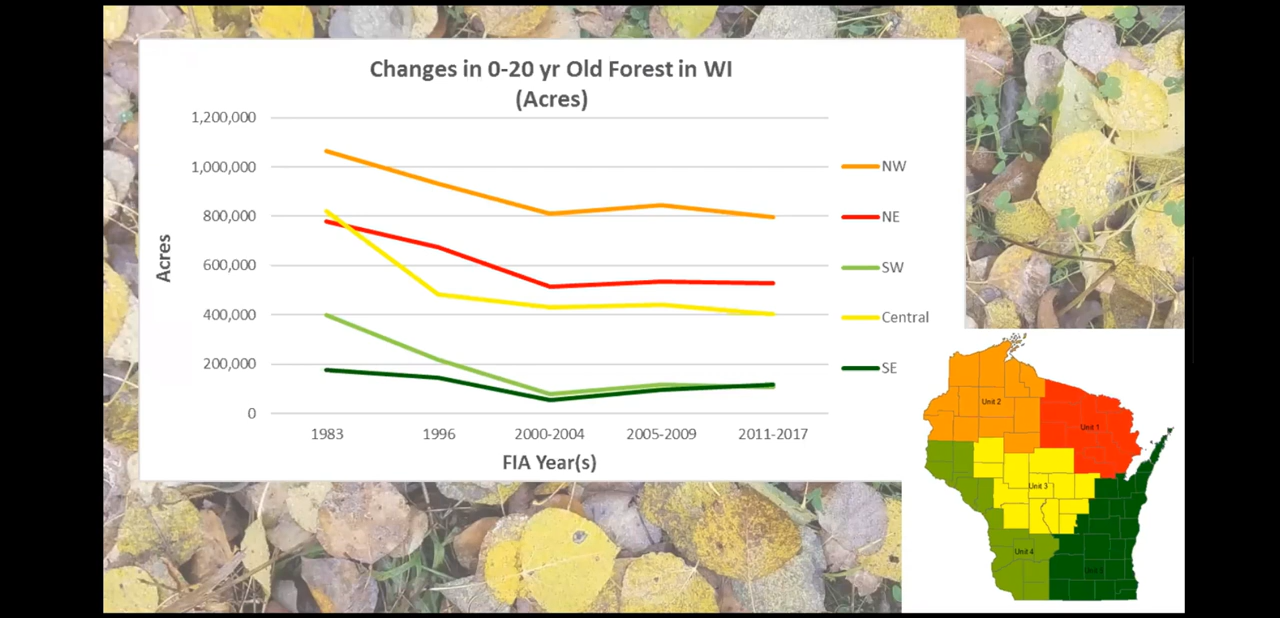 Changes in 0-20 yr Old Forest in WI
(Acres)
1,200,000
1,000,000
800,000
600,000
400,000
200,000
0
Acres
1983 1996 2000-2004 2005-2009 2011-2017
FIA Year(s)
NW
NE
SW
Central
SE
Unit 2
Unit 1
Unit 3
Unit 4